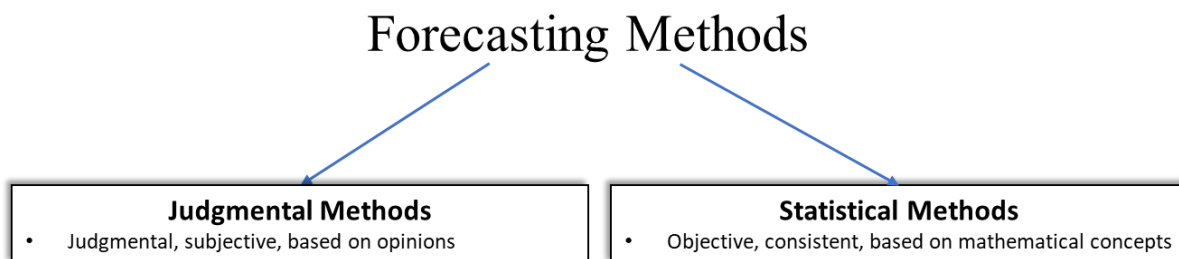 Forecasting Methods
Judgmental Methods
• Judgmental, subjective, based on opinions
Statistical Methods
• Objective, consistent, based on mathematical concepts